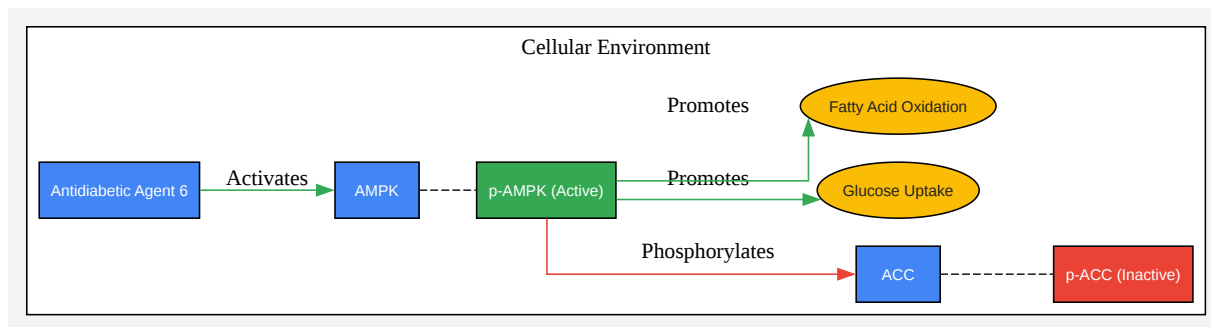 Cellular Environment
Promotes
Fatty Acid Oxidation
Antidiabetic Agent 6
Activates
AMPK
p-AMPK (Active)
Promotes
Glucose Uptake
Phosphorylates
ACC
p-ACC (Inactive)